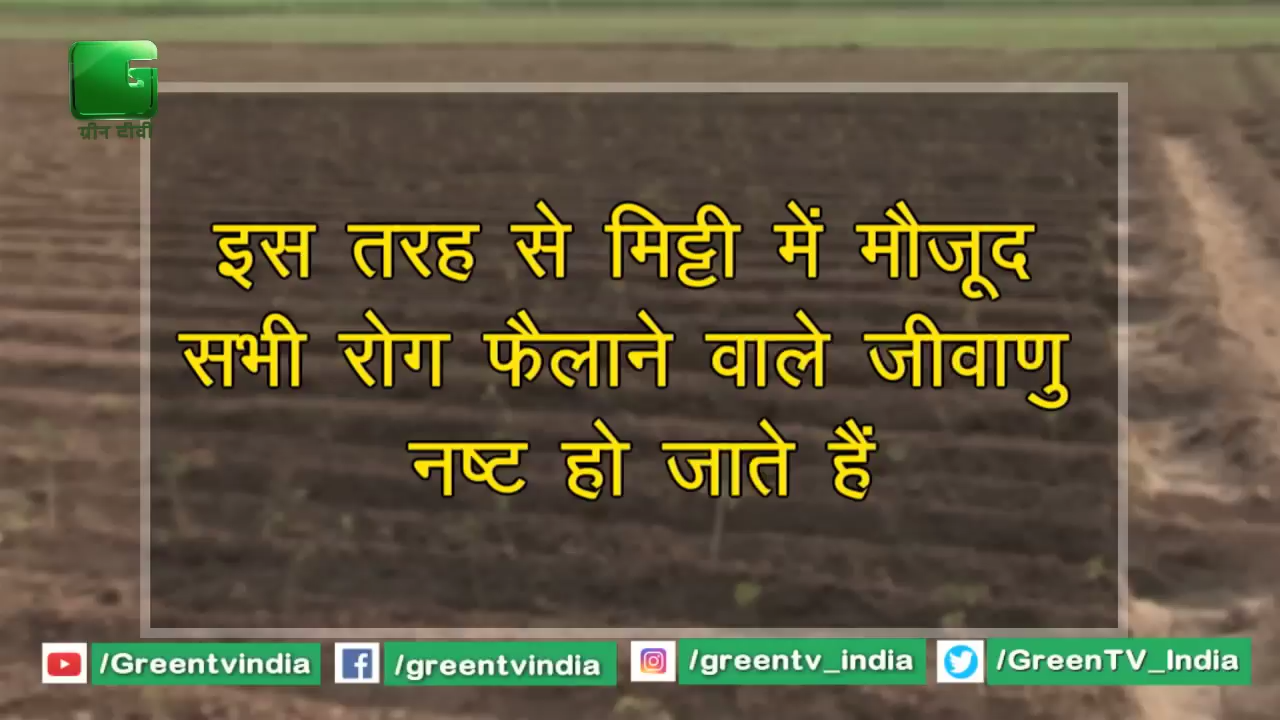 ग्रीन टीवी
इस तरह से मिट्टी में मौजूद
सभी रोग फैलाने वाले जीवाणु
नष्ट हो जाते हैं
/Greentvindia /greentvindia /greentv_india /GreenTV_India